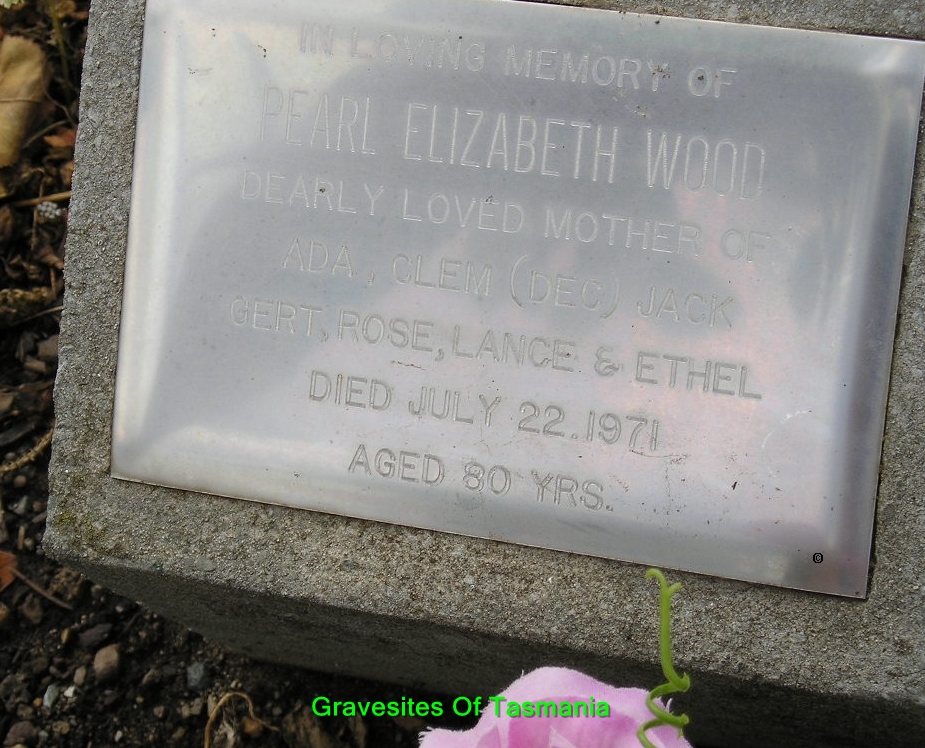 IN LOVING MEMORY OF
PEARL ELIZABETH WOOD
DEARLY LOVED MOTHER OF
ADA, CLEM (DEC) JACK
GERT, ROSE, LANCE & ETHEL
DIED JULY 22.1971
AGED 80 YRS.
©
Gravesites Of Tasmania